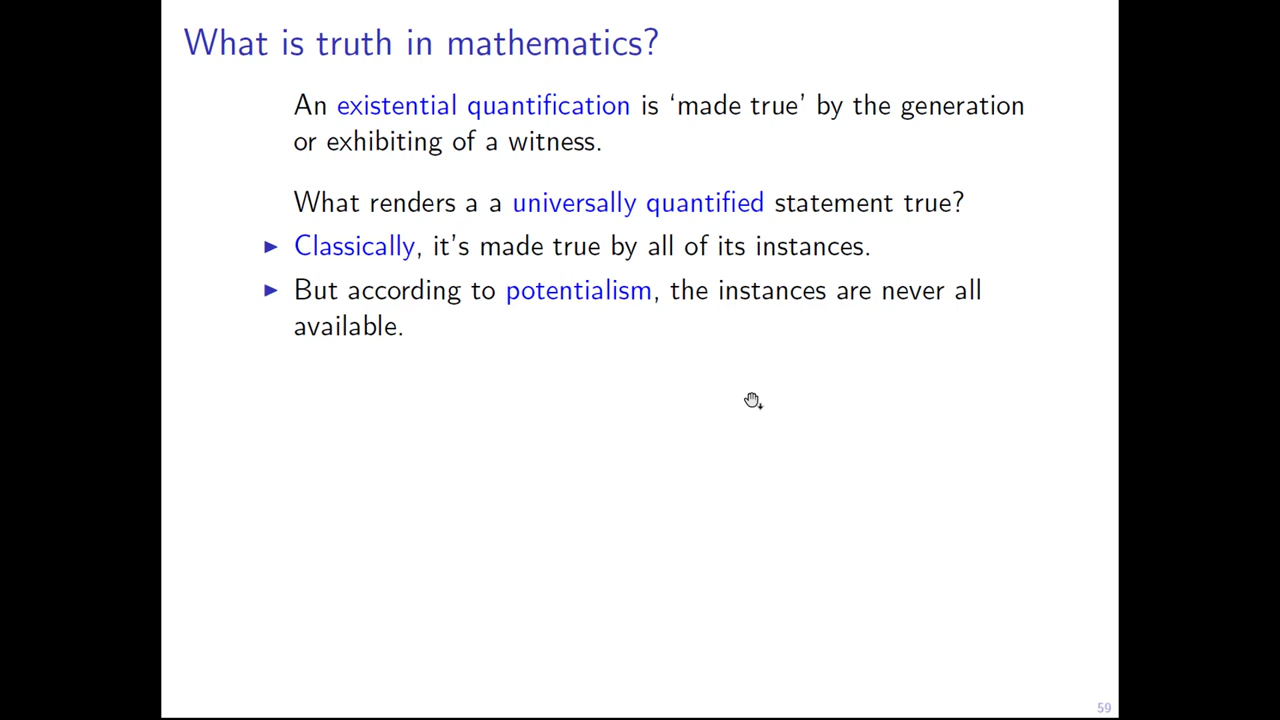 What is truth in mathematics?
An existential quantification is ‘made true’ by the generation
or exhibiting of a witness.
What renders a a universally quantified statement true?
▶ Classically, it’s made true by all of its instances.
▶ But according to potentialism, the instances are never all
available.
59